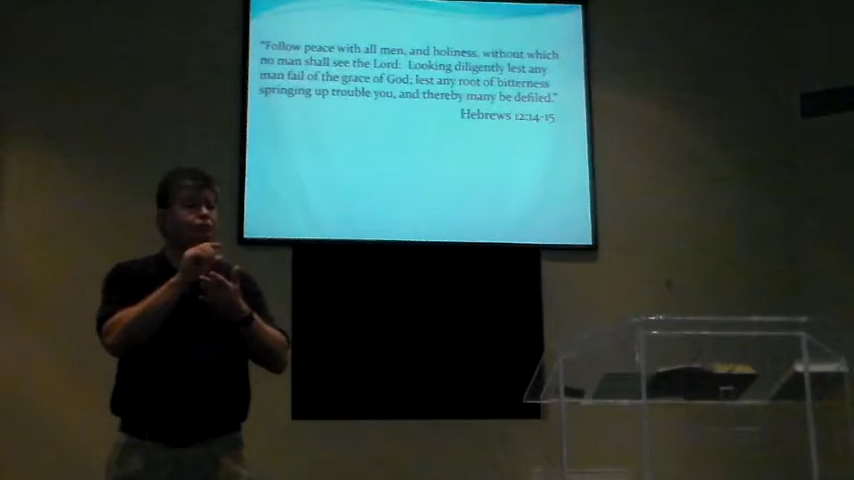 "Follow peace with all men, and holiness, without which
no man shall see the Lord:  Looking diligently lest any
man fail of the grace of God; lest any root of bitterness
springing up trouble you, and thereby many be defiled."
Hebrews 12:14-15